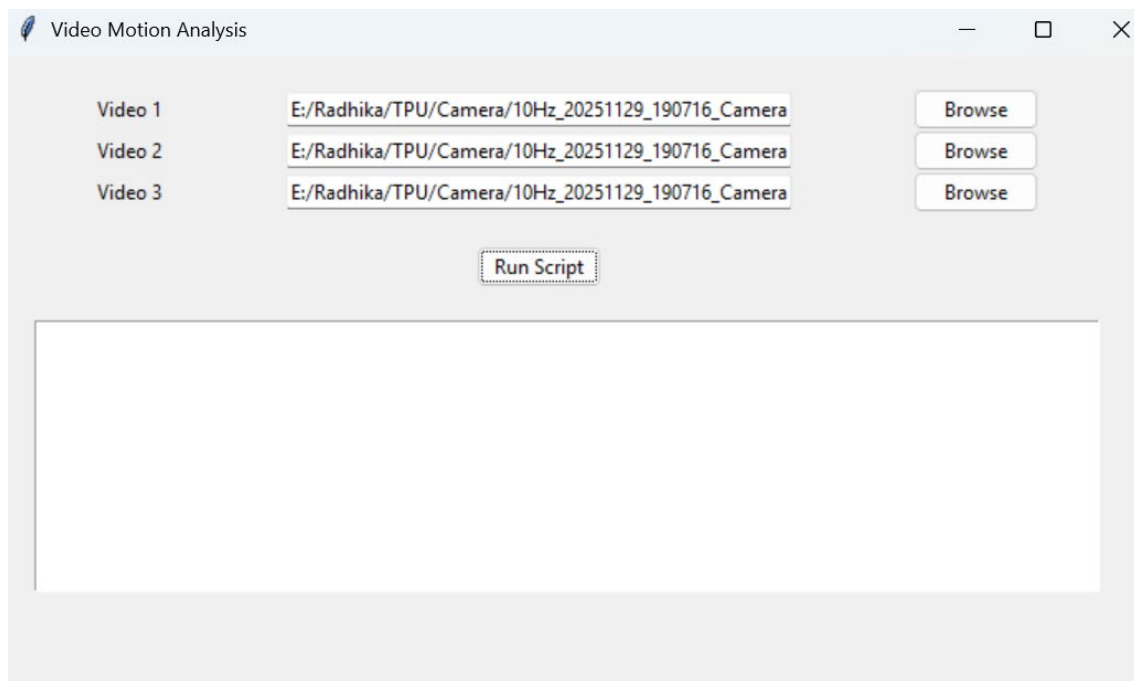 Video Motion Analysis
Video 1 E:/Radhika/TPU/Camera/10Hz_20251129_190716_Camera Browse
Video 2 E:/Radhika/TPU/Camera/10Hz_20251129_190716_Camera Browse
Video 3 E:/Radhika/TPU/Camera/10Hz_20251129_190716_Camera Browse
Run Script